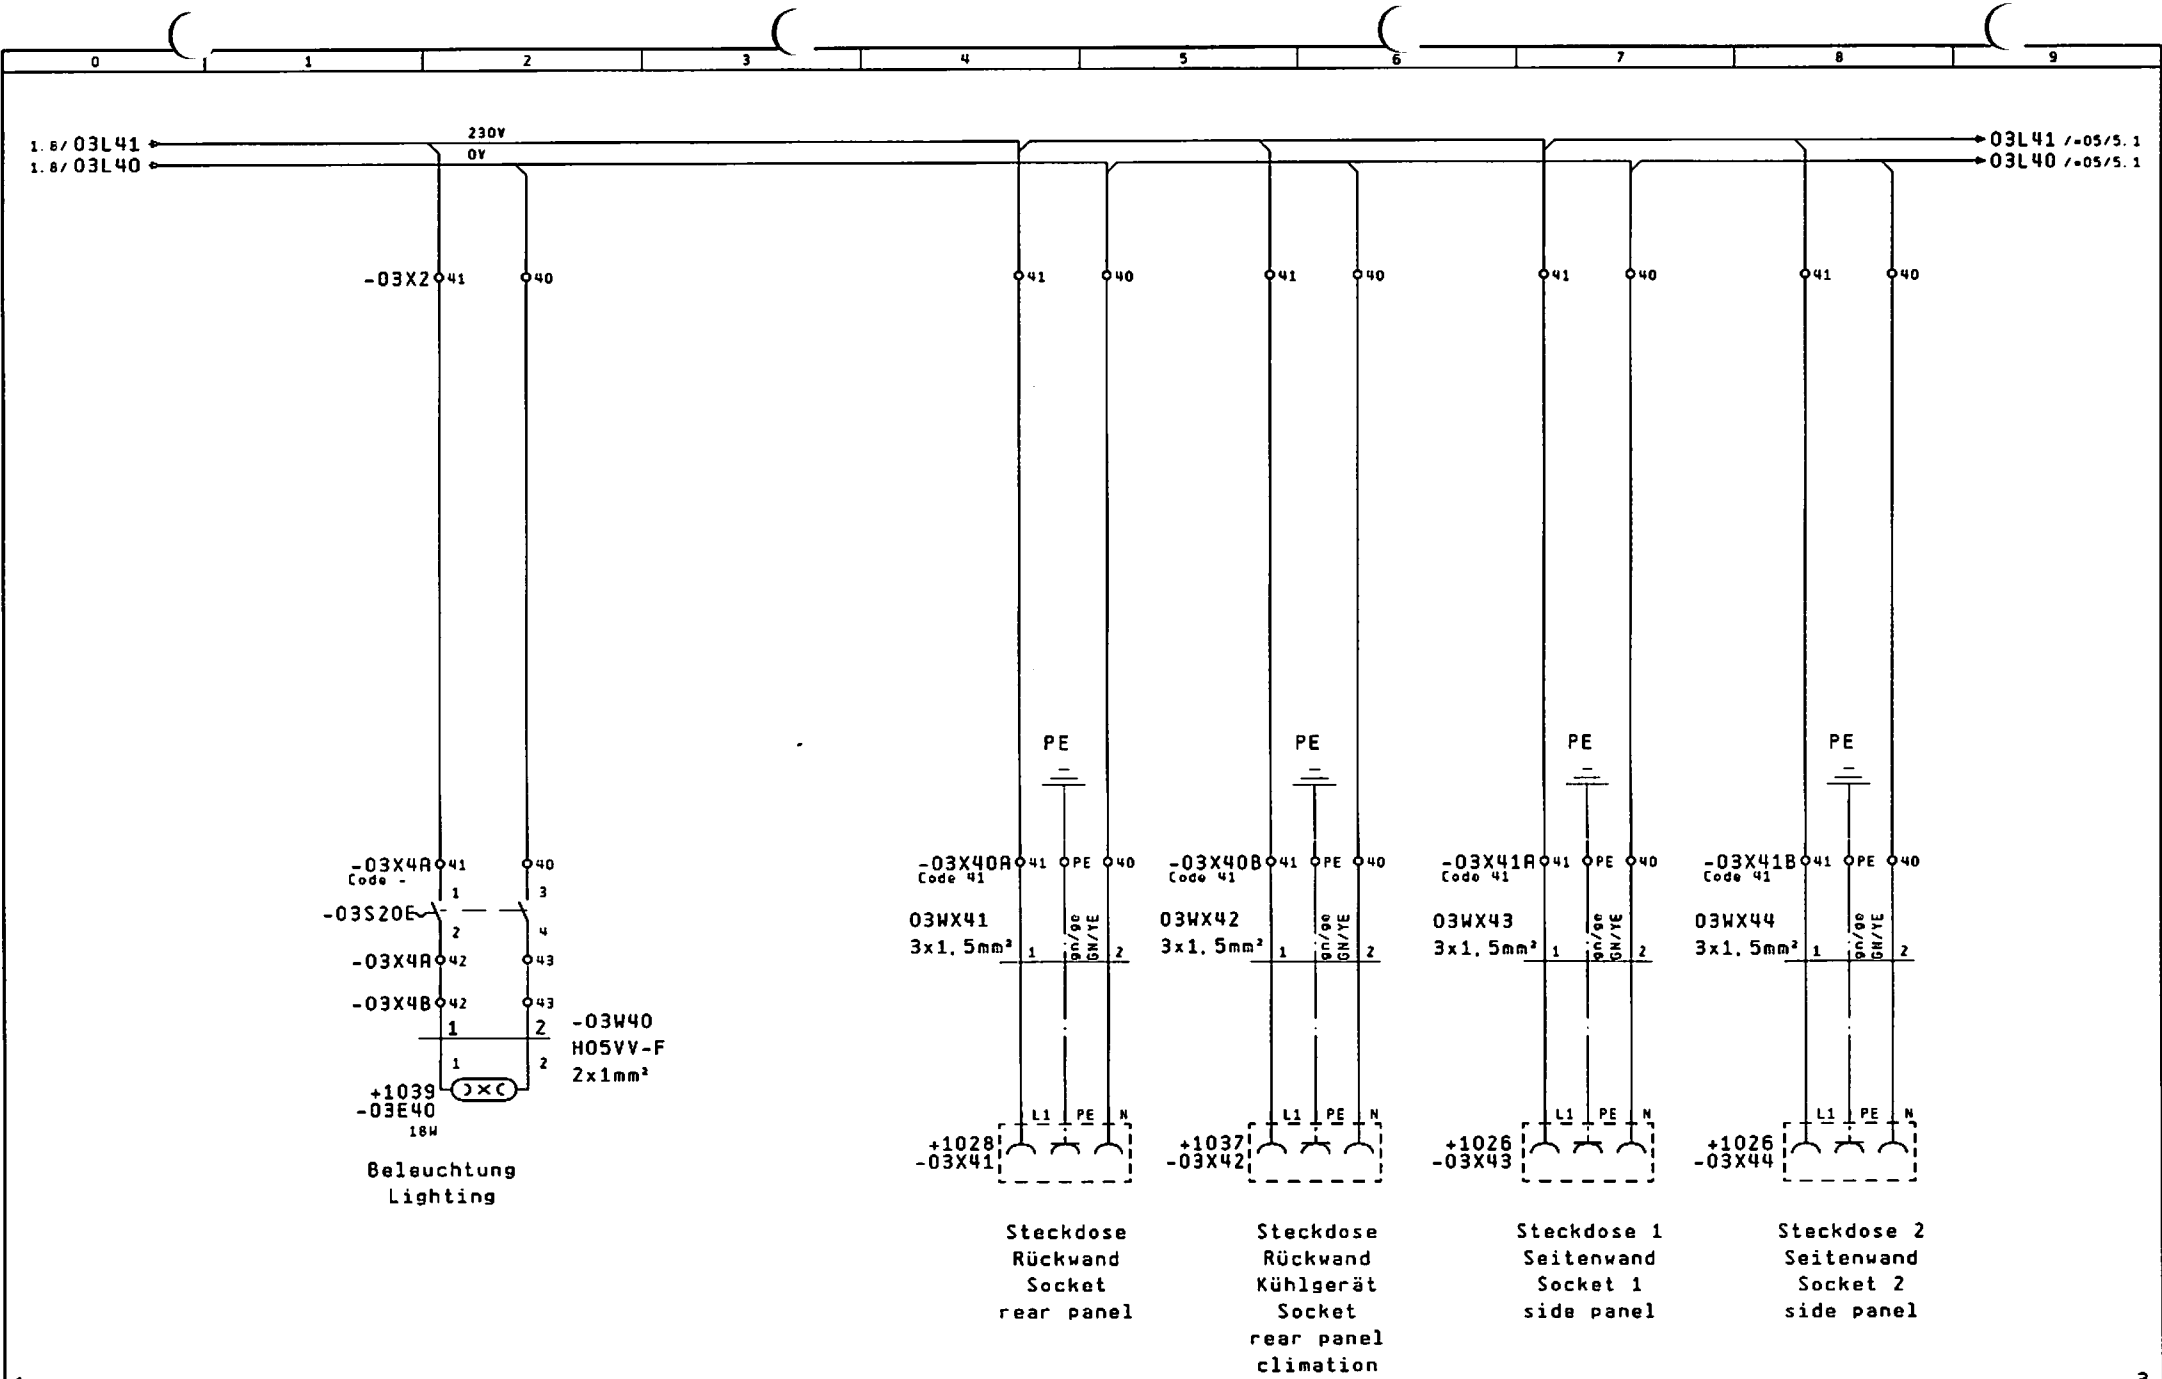 0 1 2 3 4 5 6 7 8 9
230V
1.8/ 03L41 03L41 /=05/5.1
0V
1.8/ 03L40 03L40 /=05/5.1
-03X2 41 40 41 40 41 40 41 40 41 40
PE PE PE PE
-03X4A 41 40 -03X40A 41 PE 40 -03X40B 41 PE 40 -03X41A 41 PE 40 -03X41B 41 PE 40
Code - Code 41 Code 41 Code 41 Code 41
1 3
-03S20E
03WX41 gn/ge GN/YE 03WX42 gn/ge GN/YE 03WX43 gn/ge GN/YE 03WX44 gn/ge GN/YE
2 4
3x1,5mm² 1 2 3x1,5mm² 1 2 3x1,5mm² 1 2 3x1,5mm² 1 2
-03X4A 42 43
-03X4B 42 43
1 2 -03W40
H05VV-F
1 2
2x1mm²
+1039
-03E40
18W
L1 PE N L1 PE N L1 PE N L1 PE N
+1028 +1037 +1026 +1026
-03X41 -03X42 -03X43 -03X44
Beleuchtung
Lighting
Steckdose
Rückwand
Socket
rear panel
Steckdose
Rückwand
Kühlgerät
Socket
rear panel
climation
Steckdose 1
Seitenwand
Socket 1
side panel
Steckdose 2
Seitenwand
Socket 2
side panel